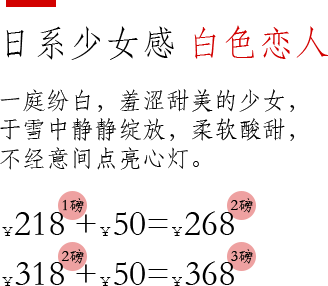 日系少女感 白色恋人
一庭纷白，羞涩甜美的少女，
于雪中静静绽放，柔软酸甜，
不经意间点亮心灯。
¥218 1磅 +¥50=¥268 2磅
¥318 2磅 +¥50=¥368 3磅